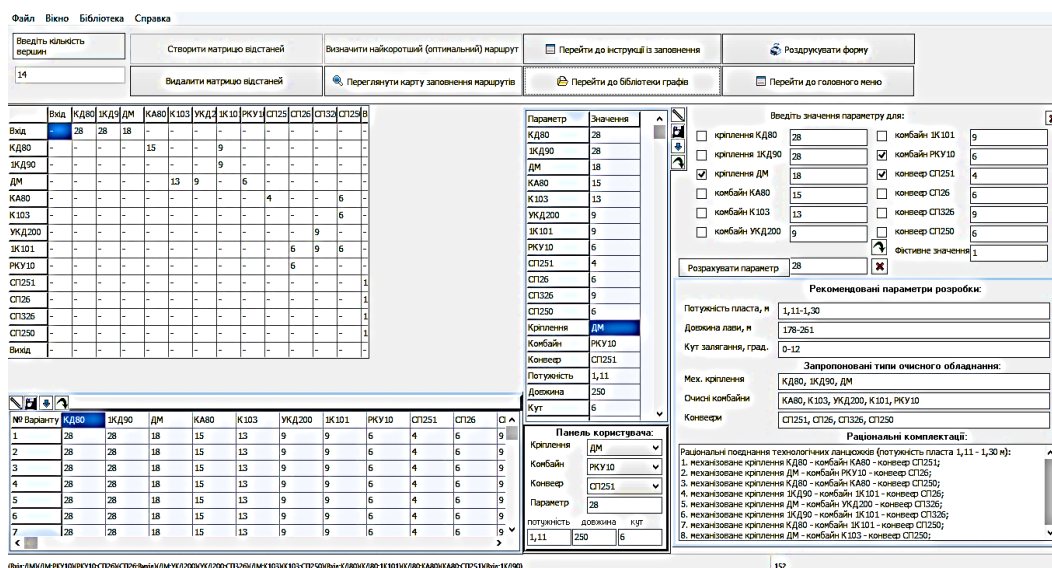 Файл Вікно Бібліотека Справка
Введіть кількість вершин
14
Створити матрицю відстаней
Видалити матрицю відстаней
Визначити найкоротший (оптимальний) маршрут
Переглянути карту заповнення маршрутів
Перейти до інструкції із заповнення
Перейти до бібліотеки графів
Роздрукувати форму
Перейти до головного меню
Вхід КД80 1КД9 ДМ КА80 К103 УКД2 1К10 РКУ1 СП25 СП26 СП32 СП25 В
Вхід - 28 28 18 - - - - - - - - - -
КД80 - - - - 15 - - 9 - - - - - -
1КД90 - - - - - - - 9 - - - - - -
ДМ - - - - - 13 9 - 6 - - - - -
КА80 - - - - - - - - - 4 - - 6 -
К103 - - - - - - - - - - - - 6 -
УКД200 - - - - - - - - - - - 9 - -
1К101 - - - - - - - - - - 6 9 6 -
РКУ10 - - - - - - - - - - 6 - - -
СП251 - - - - - - - - - - - - - 1
СП26 - - - - - - - - - - - - - 1
СП326 - - - - - - - - - - - - - 1
СП250 - - - - - - - - - - - - - 1
Вихід - - - - - - - - - - - - - -
Параметр Значення
КД80 28
1КД90 28
ДМ 18
КА80 15
К103 13
УКД200 9
1К101 9
РКУ10 6
СП251 4
СП26 6
СП326 9
СП250 6
Кріплення ДМ
Комбайн РКУ10
Конвеєр СП251
Потужність 1,11
Довжина 250
Кут 6
Введіть значення параметру для:
кріплення КД80 28 комбайн 1К101 9
кріплення 1КД90 28 комбайн РКУ10 6
кріплення ДМ 18 конвеєр СП251 4
комбайн КА80 15 конвеєр СП26 6
комбайн К103 13 конвеєр СП326 9
комбайн УКД200 9 конвеєр СП250 6
Фіктивне значення 1
Розрахувати параметр 28
Рекомендовані параметри розробки:
Потужність пласта, м 1,11-1,30
Довжина лави, м 178-261
Кут залягання, град. 0-12
Запропоновані типи очисного обладнання:
Мех. кріплення КД80, 1КД90, ДМ
Очисні комбайни КА80, К103, УКД200, К101, РКУ10
Конвеєри СП251, СП26, СП326, СП250
Раціональні комплектації:
Раціональні поєднання технологічних ланцюжків (потужність пласта 1,11 - 1,30 м):
1. механізоване кріплення КД80 - комбайн КА80 - конвеєр СП251;
2. механізоване кріплення ДМ - комбайн РКУ10 - конвеєр СП26;
3. механізоване кріплення КД80 - комбайн КА80 - конвеєр СП250;
4. механізоване кріплення 1КД90 - комбайн 1К101 - конвеєр СП26;
5. механізоване кріплення ДМ - комбайн УКД200 - конвеєр СП326;
6. механізоване кріплення 1КД90 - комбайн 1К101 - конвеєр СП326;
7. механізоване кріплення КД80 - комбайн 1К101 - конвеєр СП250;
8. механізоване кріплення ДМ - комбайн К103 - конвеєр СП250;
№ Варіанту КД80 1КД90 ДМ КА80 К103 УКД200 1К101 РКУ10 СП251 СП26 С
1 28 28 18 15 13 9 9 6 4 6 9
2 28 28 18 15 13 9 9 6 4 6 9
3 28 28 18 15 13 9 9 6 4 6 9
4 28 28 18 15 13 9 9 6 4 6 9
5 28 28 18 15 13 9 9 6 4 6 9
6 28 28 18 15 13 9 9 6 4 6 9
7 28 28 18 15 13 9 9 6 4 6 9
Панель користувача:
Кріплення ДМ
Комбайн РКУ10
Конвеєр СП251
Параметр 28
потужність довжина кут
1,11 250 6
152